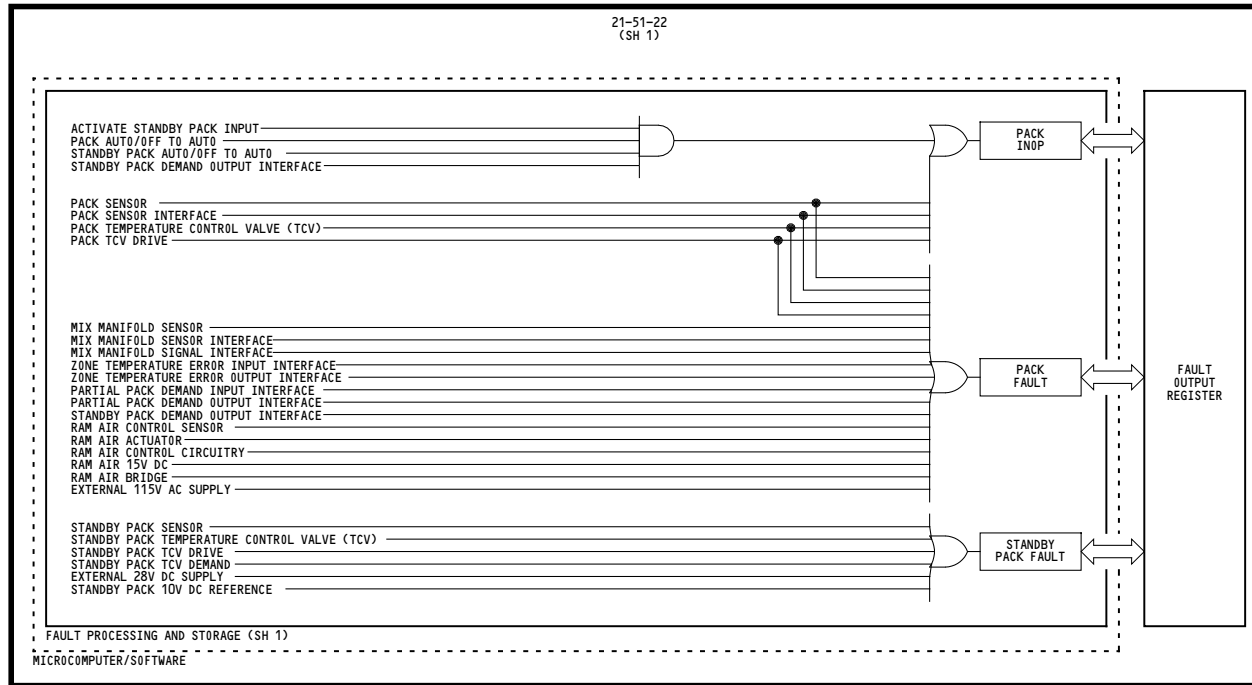 21-51-22
(SH 1)
ACTIVATE STANDBY PACK INPUT
PACK AUTO/OFF TO AUTO
STANDBY PACK AUTO/OFF TO AUTO
STANDBY PACK DEMAND OUTPUT INTERFACE
PACK
INOP
PACK SENSOR
PACK SENSOR INTERFACE
PACK TEMPERATURE CONTROL VALVE (TCV)
PACK TCV DRIVE
MIX MANIFOLD SENSOR
MIX MANIFOLD SENSOR INTERFACE
MIX MANIFOLD SIGNAL INTERFACE
ZONE TEMPERATURE ERROR INPUT INTERFACE
ZONE TEMPERATURE ERROR OUTPUT INTERFACE
PARTIAL PACK DEMAND INPUT INTERFACE
PARTIAL PACK DEMAND OUTPUT INTERFACE
STANDBY PACK DEMAND OUTPUT INTERFACE
RAM AIR CONTROL SENSOR
RAM AIR ACTUATOR
RAM AIR CONTROL CIRCUITRY
RAM AIR 15V DC
RAM AIR BRIDGE
EXTERNAL 115V AC SUPPLY
PACK
FAULT
FAULT
OUTPUT
REGISTER
STANDBY PACK SENSOR
STANDBY PACK TEMPERATURE CONTROL VALVE (TCV)
STANDBY PACK TCV DRIVE
STANDBY PACK TCV DEMAND
EXTERNAL 28V DC SUPPLY
STANDBY PACK 10V DC REFERENCE
STANDBY
PACK FAULT
FAULT PROCESSING AND STORAGE (SH 1)
MICROCOMPUTER/SOFTWARE